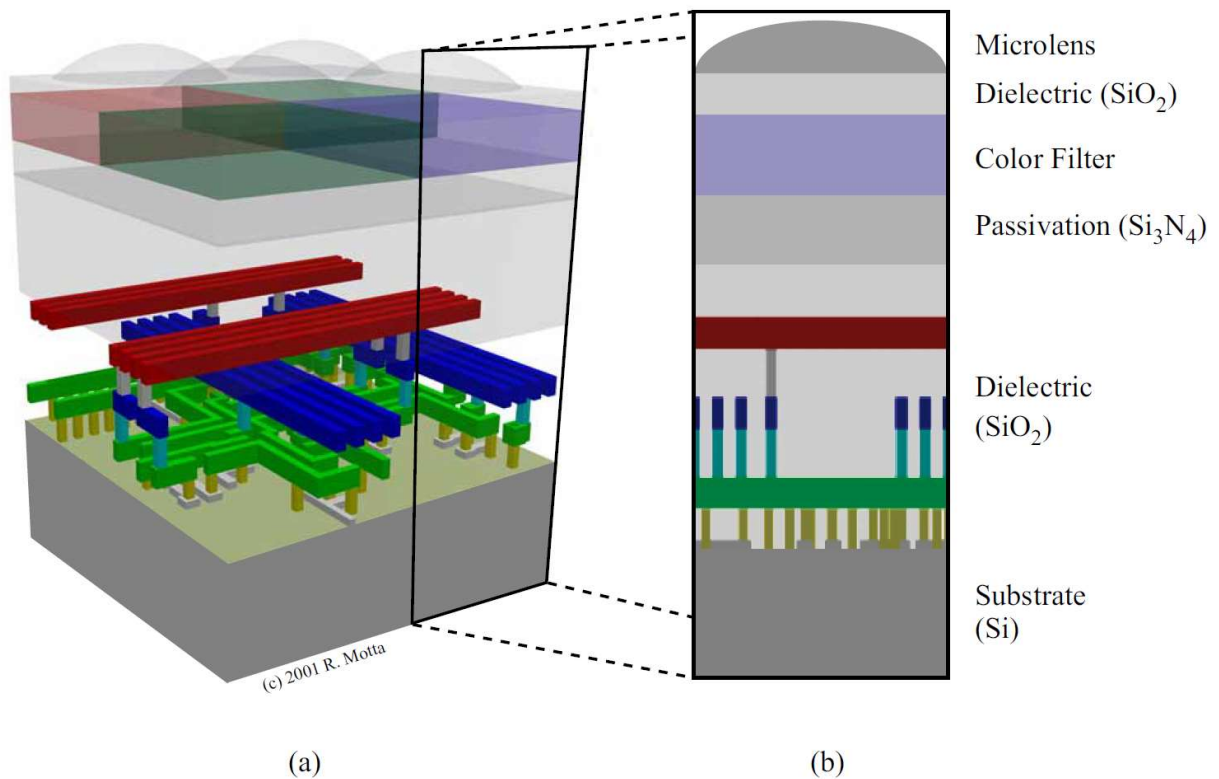 Microlens
Dielectric (SiO₂)
Color Filter
Passivation (Si₃N₄)
Dielectric
(SiO₂)
Substrate
(Si)
(c) 2001 R. Motta
(a)
(b)